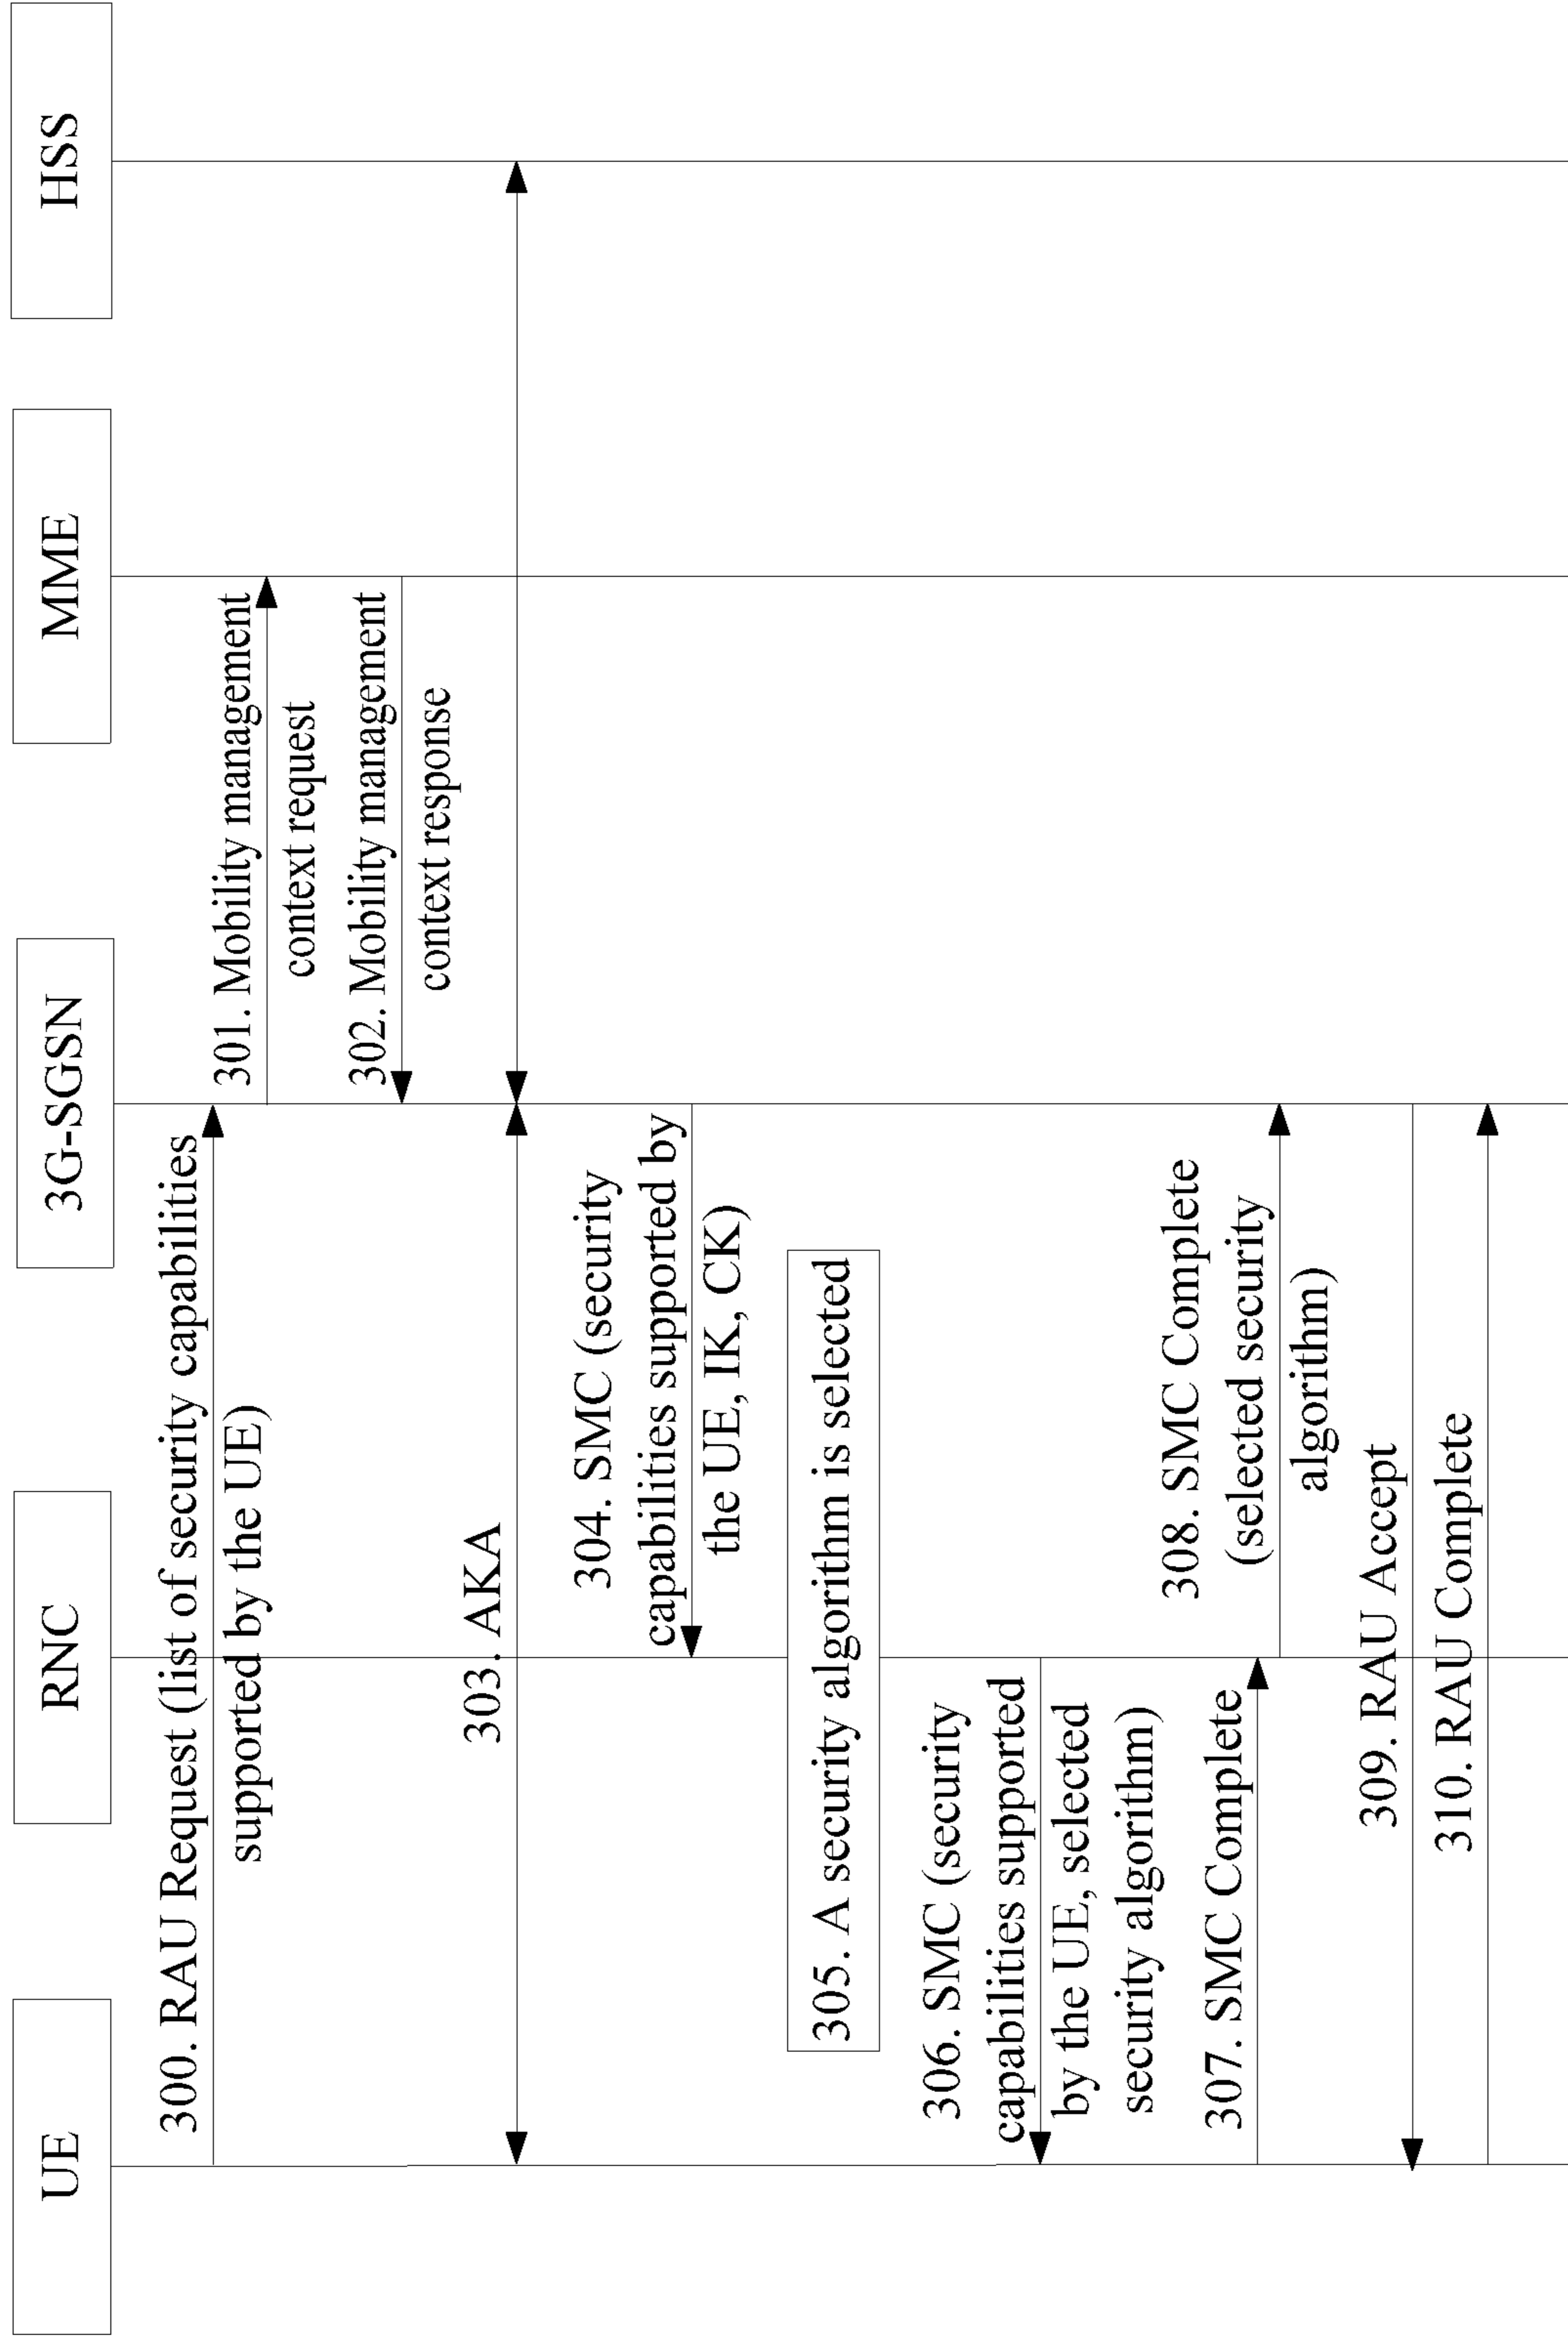 UE
RNC
3G-SGSN
MME
HSS
300. RAU Request (list of security capabilities
supported by the UE)
301. Mobility management
context request
302. Mobility management
context response
303. AKA
304. SMC (security
capabilities supported by
the UE, IK, CK)
305. A security algorithm is selected
306. SMC (security
capabilities supported
by the UE, selected
security algorithm)
307. SMC Complete
308. SMC Complete
(selected security
algorithm)
309. RAU Accept
310. RAU Complete